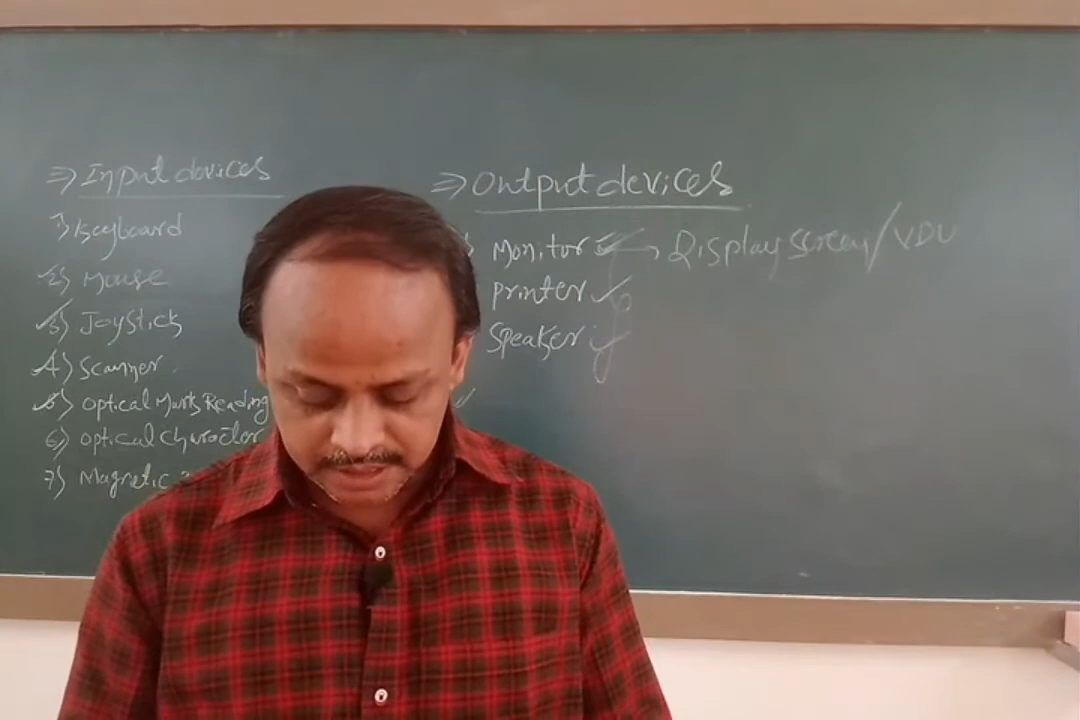 ⇒ Input devices
1) Keyboard
2) Mouse
3) Joystick
4) Scanner
5) Optical Mark Reading
6) Optical Character
7) Magnetic
⇒ Output devices
Monitor → Display screen / VDU
Printer
Speaker